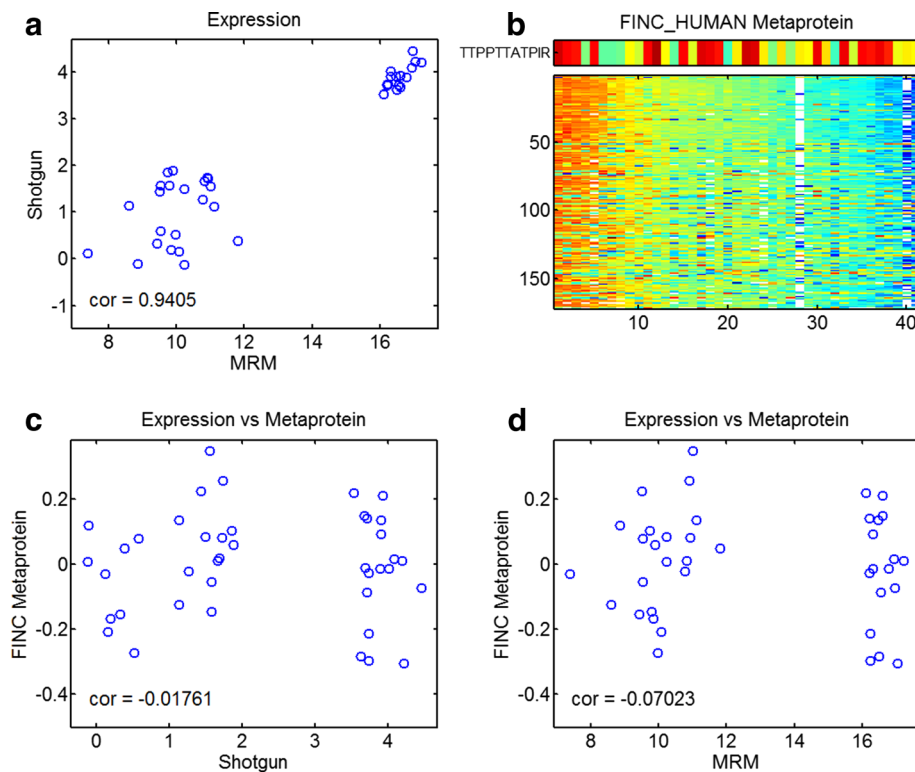 a
Expression
Shotgun
4
3
2
1
0
-1
cor = 0.9405
8
10
12
14
16
MRM
b
FINC_HUMAN Metaprotein
TTPPTTATPIR
50
100
150
10
20
30
40
c
Expression vs Metaprotein
FINC Metaprotein
0.2
0
-0.2
-0.4
cor = -0.01761
0
1
2
3
4
Shotgun
d
Expression vs Metaprotein
FINC Metaprotein
0.2
0
-0.2
-0.4
cor = -0.07023
8
10
12
14
16
MRM